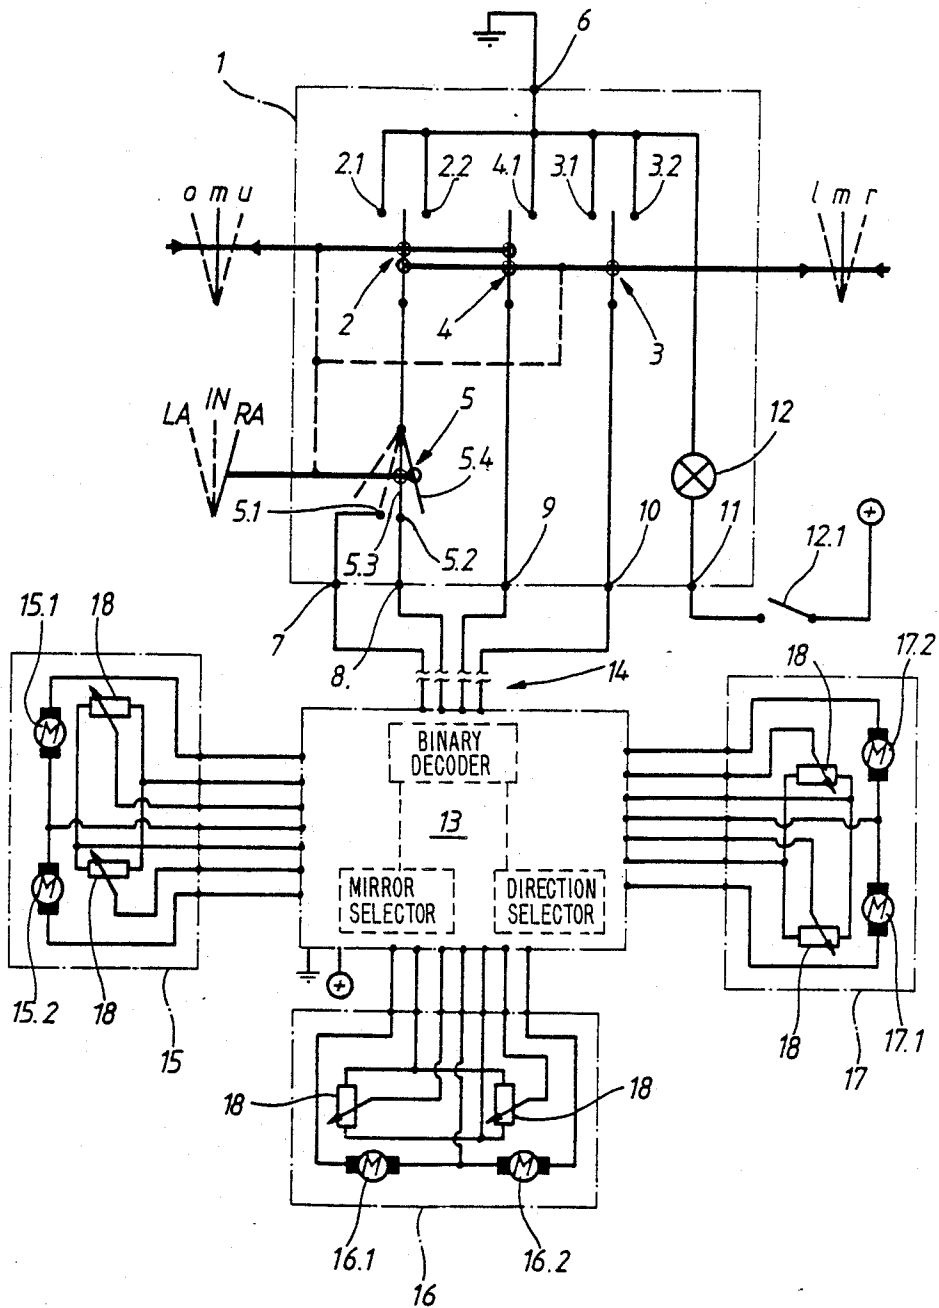 6
1
2.1
2.2
4.1
3.1
3.2
o m u
l m r
2
4
3
LA IN RA
5
5.4
12
5.1
5.3
5.2
9
10
11
12.1
+
7
8.
14
15.1
18
18
17.2
M
BINARY
DECODER
M
13
M
MIRROR
SELECTOR
DIRECTION
SELECTOR
M
15.2
18
15
+
18
17.1
17
18
18
M
M
16.1
16.2
16